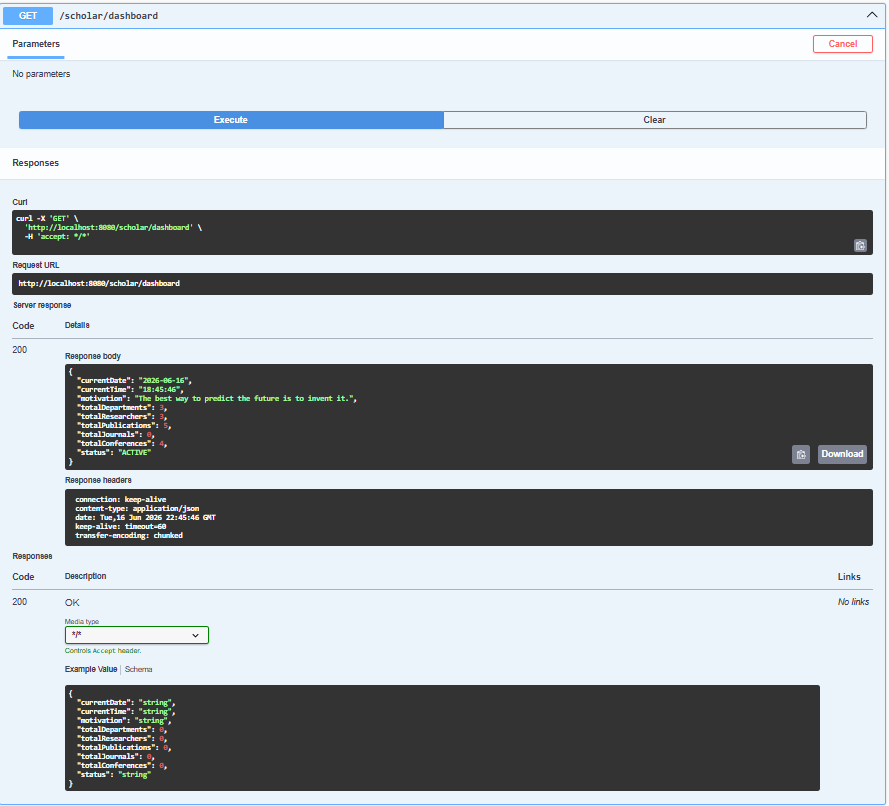 GET /scholar/dashboard
Parameters Cancel
No parameters
Execute Clear
Responses
Curl
curl -X 'GET' \
  'http://localhost:8080/scholar/dashboard' \
  -H 'accept: */*'
Request URL
http://localhost:8080/scholar/dashboard
Server response
Code Details
200
Response body
{
  "currentDate": "2026-06-16",
  "currentTime": "18:45:46",
  "motivation": "The best way to predict the future is to invent it.",
  "totalDepartments": 3,
  "totalResearchers": 3,
  "totalPublications": 5,
  "totalJournals": 0,
  "totalConferences": 4,
  "status": "ACTIVE"
}
Download
Response headers
connection: keep-alive
content-type: application/json
date: Tue,16 Jun 2026 22:45:46 GMT
keep-alive: timeout=60
transfer-encoding: chunked
Responses
Code Description Links
200 OK No links
Media type
*/*
Controls Accept header.
Example Value | Schema
{
  "currentDate": "string",
  "currentTime": "string",
  "motivation": "string",
  "totalDepartments": 0,
  "totalResearchers": 0,
  "totalPublications": 0,
  "totalJournals": 0,
  "totalConferences": 0,
  "status": "string"
}